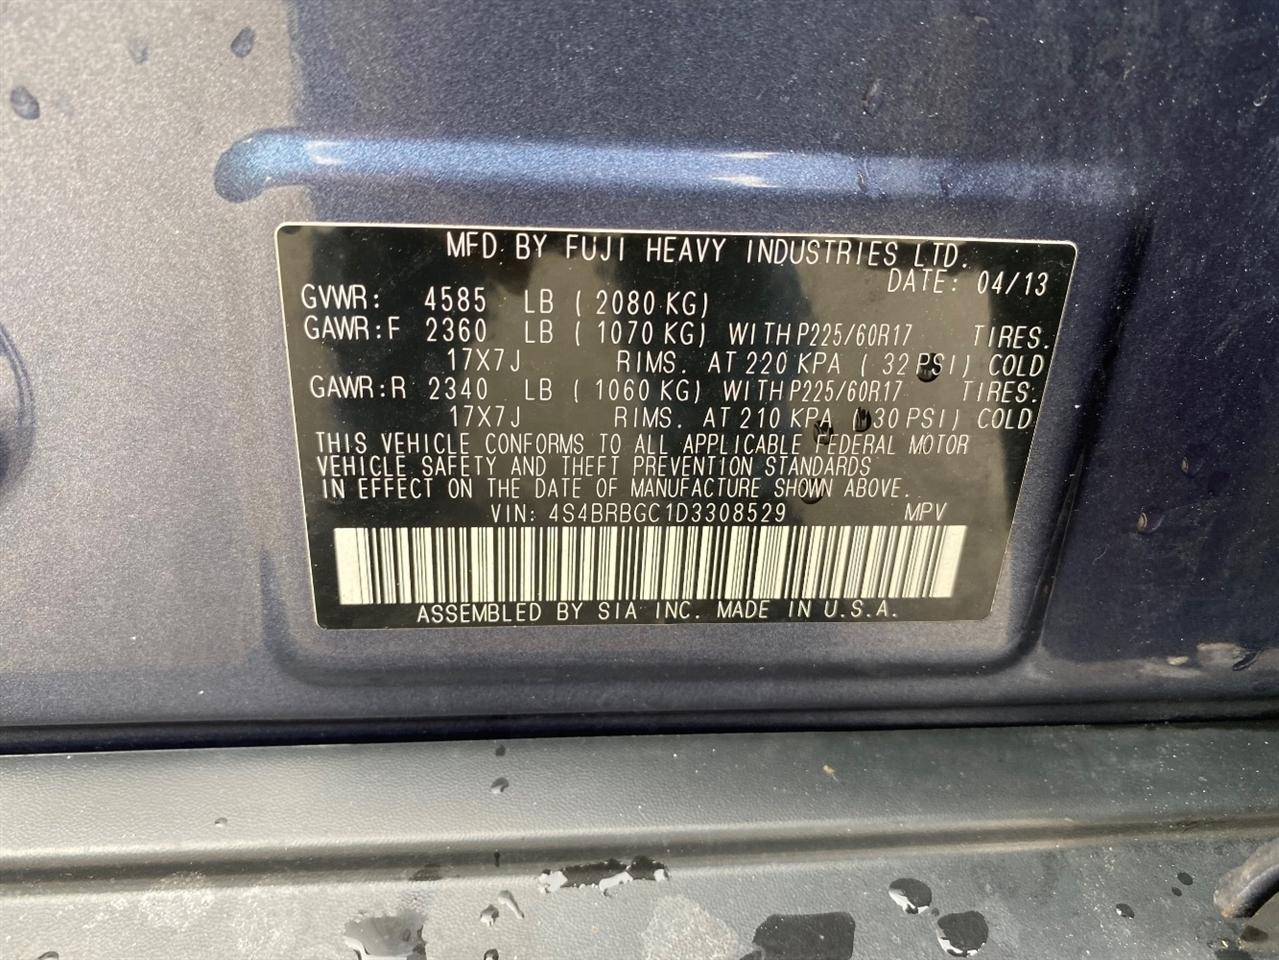 MFD BY FUJI HEAVY INDUSTRIES LTD.
DATE: 04/13
GVWR: 4585 LB ( 2080 KG)
GAWR:F 2360 LB ( 1070 KG) WITH P225/60R17 TIRES.
17X7J RIMS. AT 220 KPA ( 32 PSI) COLD
GAWR:R 2340 LB ( 1060 KG) WITH P225/60R17 TIRES.
17X7J RIMS. AT 210 KPA ( 30 PSI) COLD
THIS VEHICLE CONFORMS TO ALL APPLICABLE FEDERAL MOTOR
VEHICLE SAFETY AND THEFT PREVENTION STANDARDS
IN EFFECT ON THE DATE OF MANUFACTURE SHOWN ABOVE.
VIN: 4S4BRBGC1D3308529 MPV
ASSEMBLED BY SIA INC. MADE IN U.S.A.